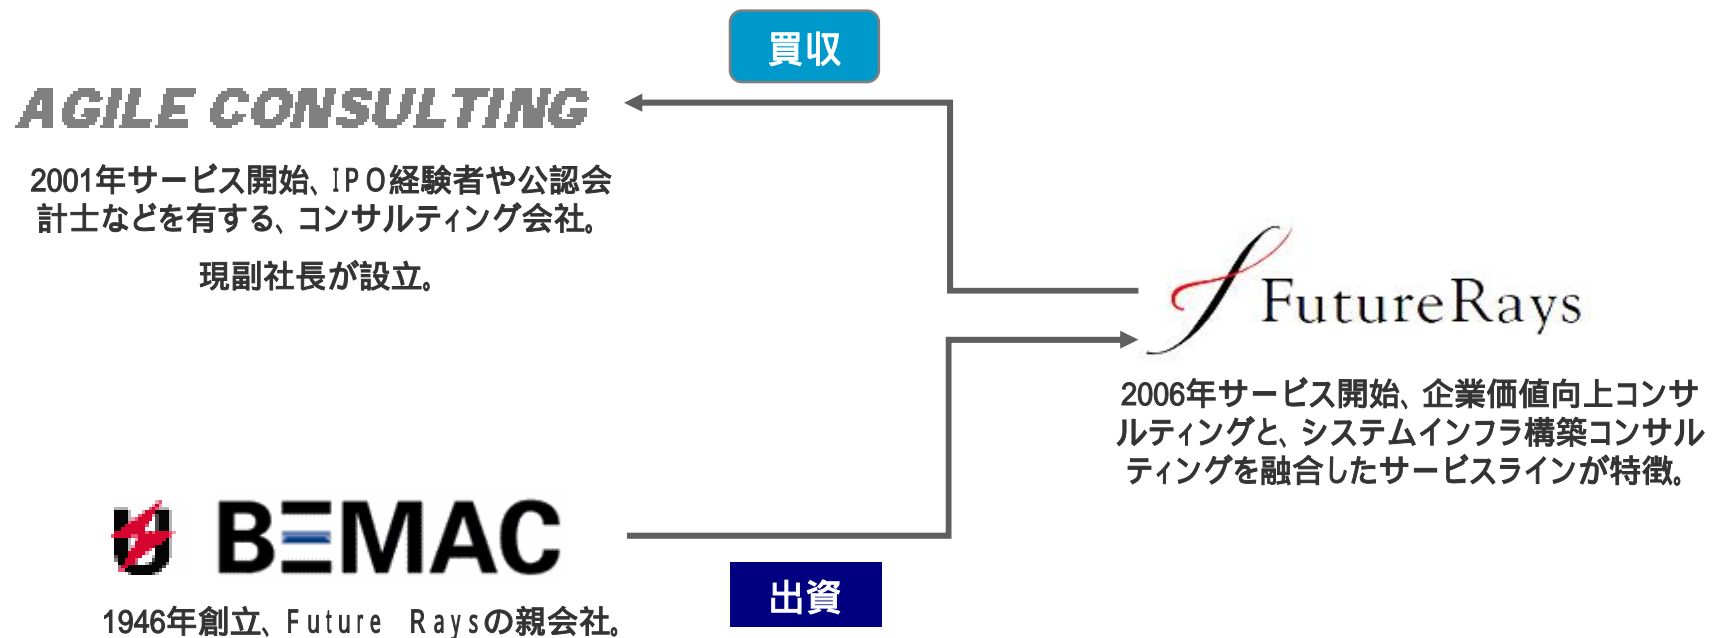 買収
AGILE CONSULTING
2001年サービス開始、IPO経験者や公認会
計士などを有する、コンサルティング会社。
現副社長が設立。
FutureRays
2006年サービス開始、企業価値向上コンサ
ルティングと、システムインフラ構築コンサル
ティングを融合したサービスラインが特徴。
BEMAC
出資
1946年創立、Future Raysの親会社。